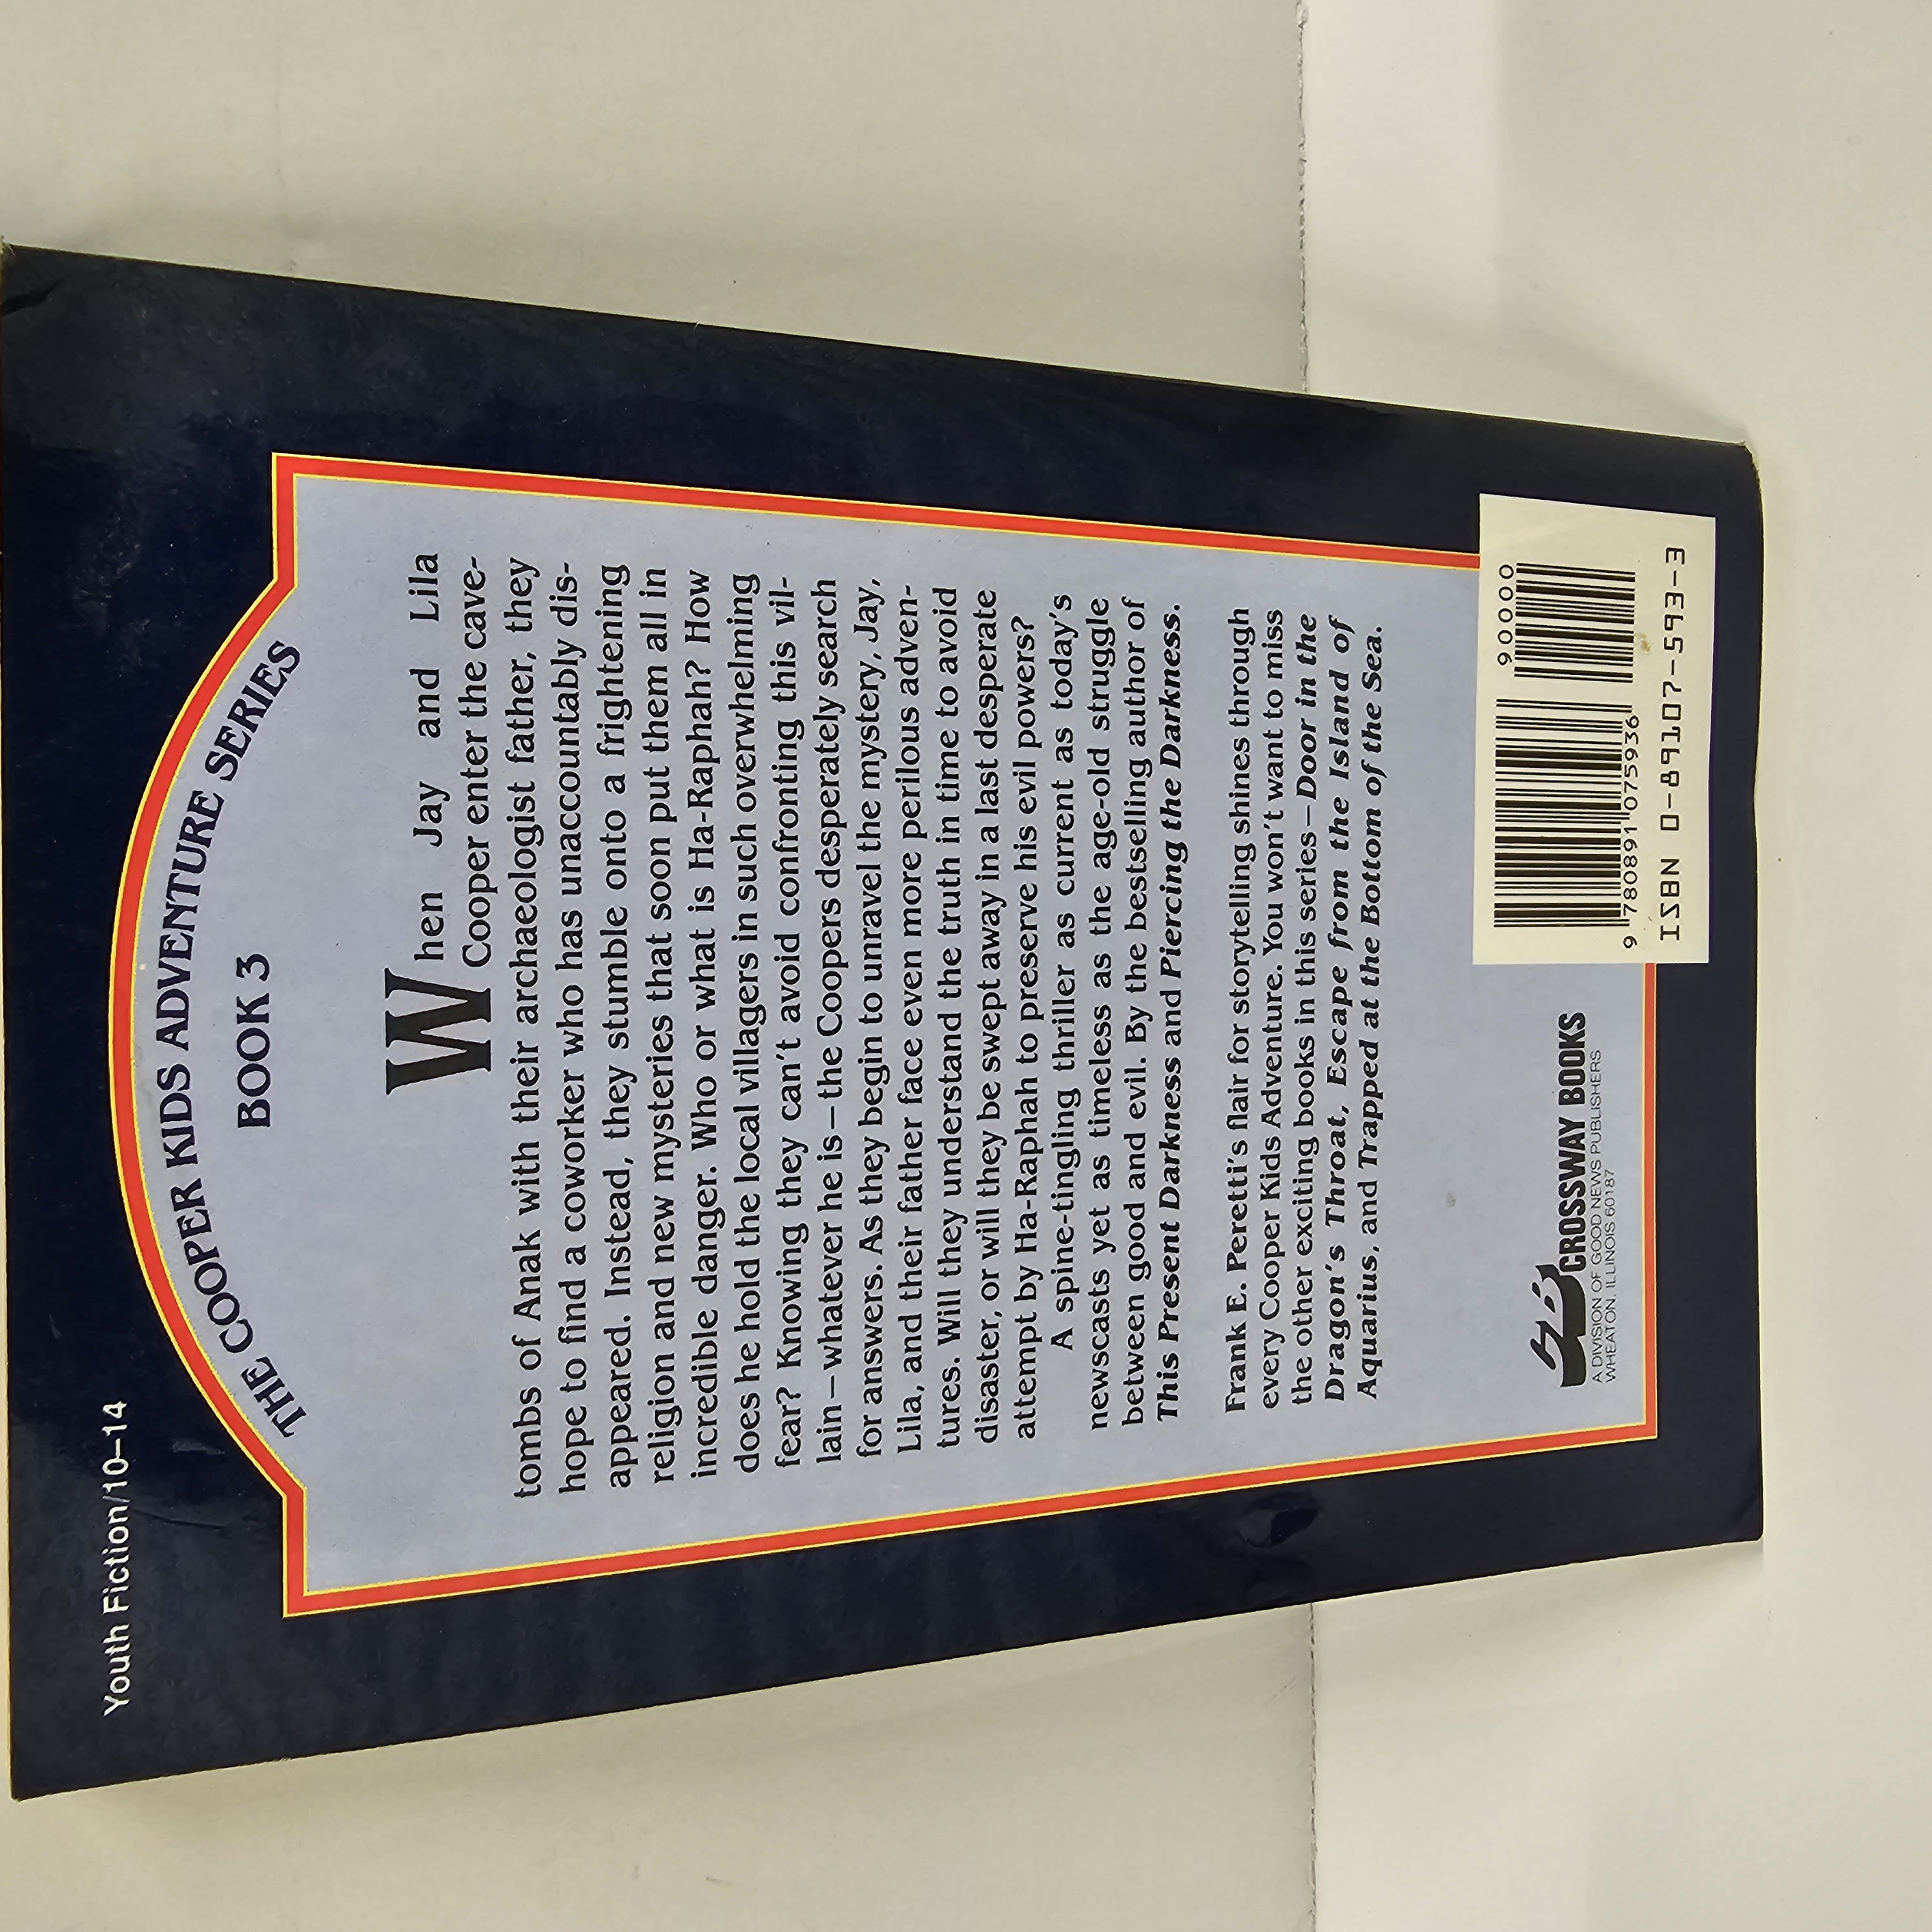 Youth Fiction/10–14
THE COOPER KIDS ADVENTURE SERIES
BOOK 3
When Jay and Lila
Cooper enter the cave-
tombs of Anak with their archaeologist father, they
hope to find a coworker who has unaccountably dis-
appeared. Instead, they stumble onto a frightening
religion and new mysteries that soon put them all in
incredible danger. Who or what is Ha-Raphah? How
does he hold the local villagers in such overwhelming
fear? Knowing they can't avoid confronting this vil-
lain—whatever he is—the Coopers desperately search
for answers. As they begin to unravel the mystery, Jay,
Lila, and their father face even more perilous adven-
tures. Will they understand the truth in time to avoid
disaster, or will they be swept away in a last desperate
attempt by Ha-Raphah to preserve his evil powers?
A spine-tingling thriller as current as today's
newscasts yet as timeless as the age-old struggle
between good and evil. By the bestselling author of
This Present Darkness and Piercing the Darkness.
Frank E. Peretti's flair for storytelling shines through
every Cooper Kids Adventure. You won't want to miss
the other exciting books in this series—Door in the
Dragon's Throat, Escape from the Island of
Aquarius, and Trapped at the Bottom of the Sea.
CB CROSSWAY BOOKS
A DIVISION OF GOOD NEWS PUBLISHERS
WHEATON, ILLINOIS 60187
90000
9 780891 075936
ISBN 0-89107-593-3